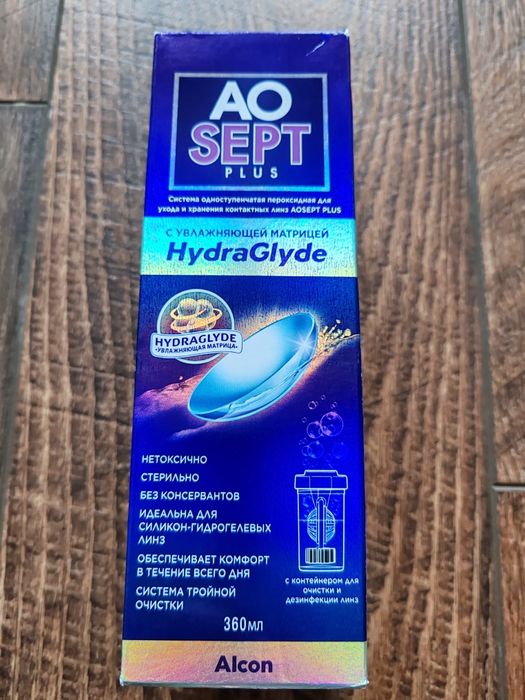 AO
SEPT
PLUS
Система одноступенчатая пероксидная для
ухода и хранения контактных линз AOSEPT PLUS
С УВЛАЖНЯЮЩЕЙ МАТРИЦЕЙ
HydraGlyde
HYDRAGLYDE
•УВЛАЖНЯЮЩАЯ МАТРИЦА•
НЕТОКСИЧНО
СТЕРИЛЬНО
БЕЗ КОНСЕРВАНТОВ
ИДЕАЛЬНА ДЛЯ
СИЛИКОН-ГИДРОГЕЛЕВЫХ
ЛИНЗ
ОБЕСПЕЧИВАЕТ КОМФОРТ
В ТЕЧЕНИЕ ВСЕГО ДНЯ
СИСТЕМА ТРОЙНОЙ
ОЧИСТКИ
с контейнером для
очистки и
дезинфекции линз
360МЛ
Alcon